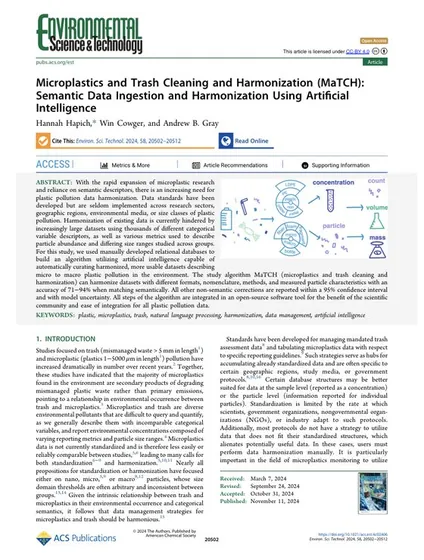 ENVIRONMENTAL
Science & Technology
Open Access
This article is licensed under CC-BY 4.0
pubs.acs.org/est
Article
Microplastics and Trash Cleaning and Harmonization (MaTCH):
Semantic Data Ingestion and Harmonization Using Artificial
Intelligence
Hannah Hapich,* Win Cowger, and Andrew B. Gray
Cite This: Environ. Sci. Technol. 2024, 58, 20502−20512
Read Online
ACCESS
Metrics & More
Article Recommendations
Supporting Information
ABSTRACT: With the rapid expansion of microplastic research
and reliance on semantic descriptors, there is an increasing need for
plastic pollution data harmonization. Data standards have been
developed but are seldom implemented across research sectors,
geographic regions, environmental media, or size classes of plastic
pollution. Harmonization of existing data is currently hindered by
increasingly large datasets using thousands of different categorical
variable descriptors, as well as various metrics used to describe
particle abundance and differing size ranges studied across groups.
For this study, we used manually developed relational databases to
build an algorithm utilizing artificial intelligence capable of
automatically curating harmonized, more usable datasets describing
micro to macro plastic pollution in the environment. The study algorithm MaTCH (microplastics and trash cleaning and
harmonization) can harmonize datasets with different formats, nomenclature, methods, and measured particle characteristics with an
accuracy of 71−94% when matching semantically. All other non-semantic corrections are reported within a 95% confidence interval
and with model uncertainty. All steps of the algorithm are integrated in an open-source software tool for the benefit of the scientific
community and ease of integration for all plastic pollution data.
concentration
count
volume
particle
mass
KEYWORDS: plastic, microplastics, trash, natural language processing, harmonization, data management, artificial intelligence
1. INTRODUCTION
Studies focused on trash (mismanaged waste > 5 mm in length
and microplastics (plastics 1−5000 μm in length
) pollution have
increased dramatically in number over recent years.
Together,
these studies have indicated that the majority of microplastics
found in the environment are secondary products of degrading
mismanaged plastic waste rather than primary emissions,
pointing to a relationship in environmental occurrence between
trash and microplastics.
Microplastics and trash are diverse
environmental pollutants that are difficult to query and quantify,
as we generally describe them with incomparable categorical
variables, and report environmental concentrations composed of
varying reporting metrics and particle size ranges.
Microplastics
data is not currently standardized and is therefore less easily or
reliably comparable between studies,
leading to many calls for
both standardization
and harmonization.
Nearly all
propositions for standardization or harmonization have focused
either on nano, micro,
or macro
particles, whose size
domain thresholds are often arbitrary and inconsistent between
groups.
Given the intrinsic relationship between trash and
microplastics in their environmental occurrence and categorical
semantics, it follows that data management strategies for
microplastics and trash should be harmonious.
Standards have been developed for managing mandated trash
assessment data
and tabulating microplastics data with respect
to specific reporting guidelines.
Such strategies serve as hubs for
accumulating already standardized data and are often specific to
certain geographic regions, study media, or government
protocols.
Certain database structures may be better
suited for data at the sample level (reported as a concentration)
or the particle level (information reported for individual
particles). Standardization is limited by the rate at which
scientists, government organizations, nongovernment organi-
zations (NGOs), or industry adapt to such protocols.
Additionally, most protocols do not have a strategy to utilize
data that does not fit their standardized structures, which
alienates potentially useful data. In these cases, users must
perform data harmonization manually. It is particularly
important in the field of microplastics monitoring to utilize
Received: March 7, 2024
Revised: September 24, 2024
Accepted: October 31, 2024
Published: November 11, 2024
© 2024 The Authors. Published by
American Chemical Society
ACS Publications
20502
Environ. Sci. Technol. 2024, 58, 20502−20512